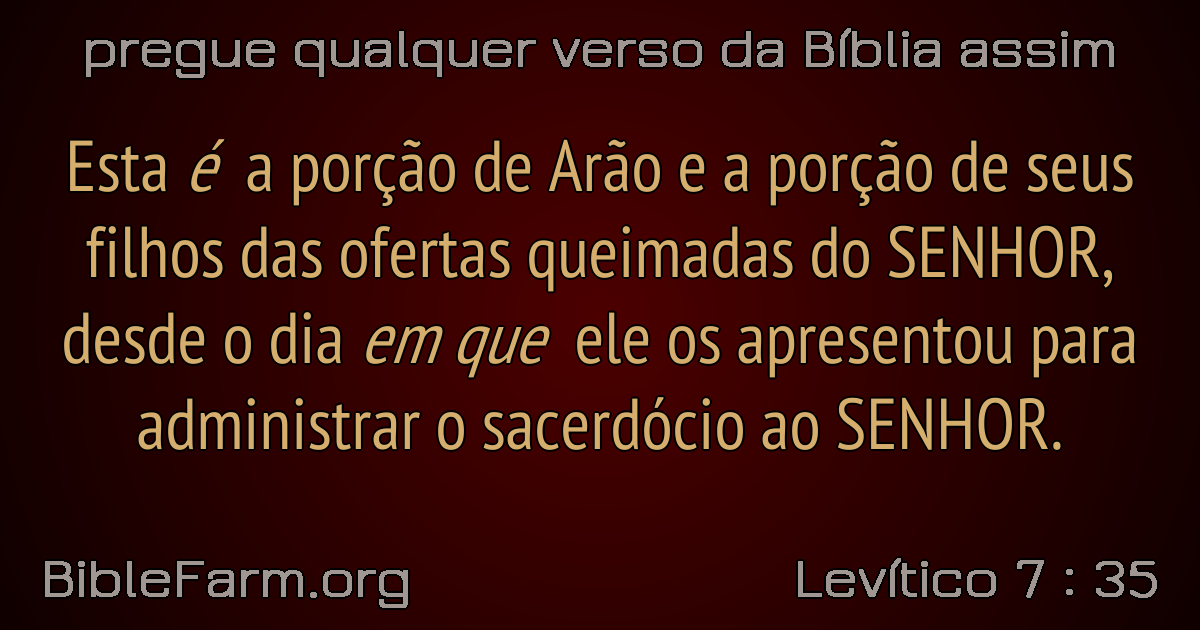 pregue qualquer verso da Bíblia assim
Esta é a porção de Arão e a porção de seus
filhos das ofertas queimadas do SENHOR,
desde o dia em que ele os apresentou para
administrar o sacerdócio ao SENHOR.
BibleFarm.org
Levítico 7 : 35